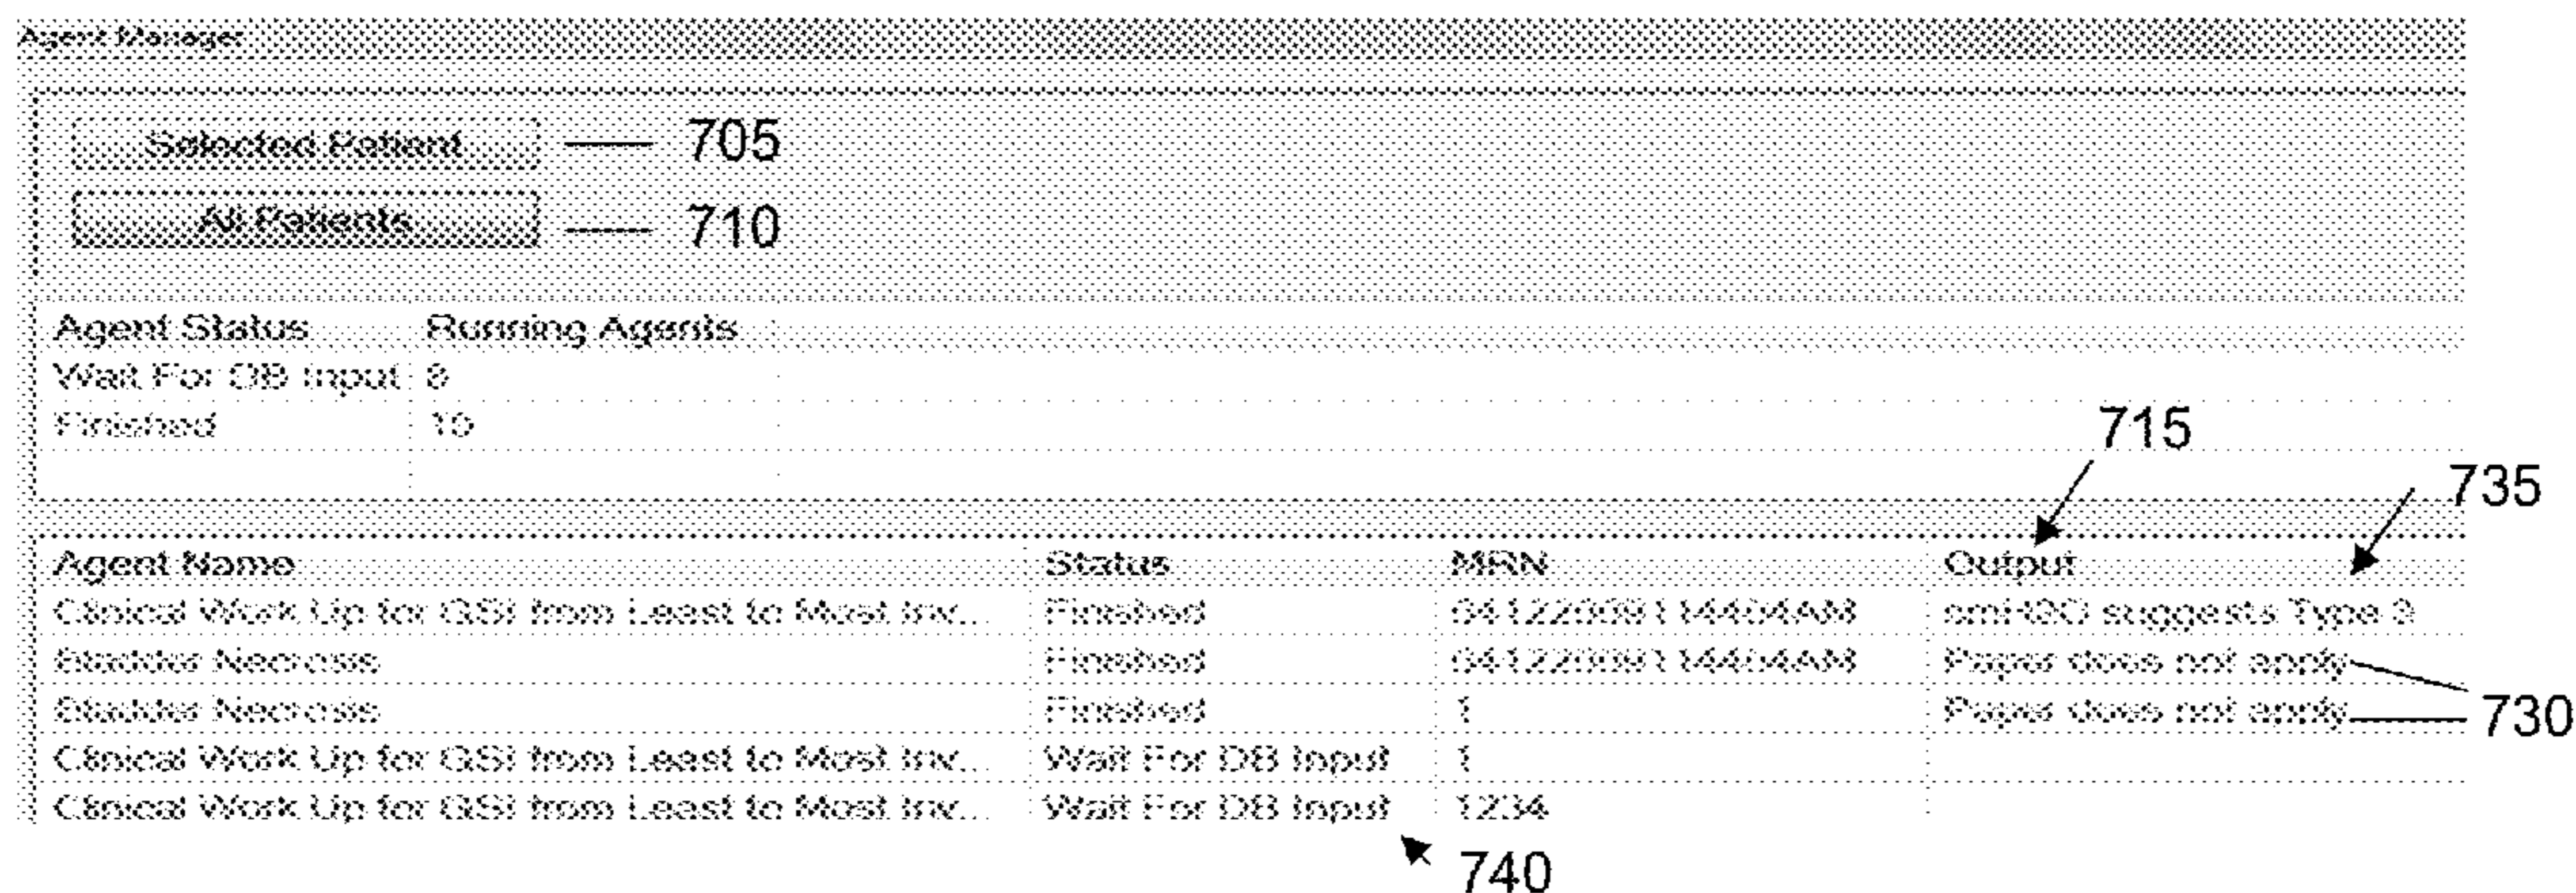 Agent Manager
Selected Patient 705
All Patients 710
Agent Status Running Agents
Wait For DB Input 8
Finished 10
715
735
Agent Name Status MRN Output
Clinical Work Up for GSI from Least to Most Inv... Finished 04122009114404AM cmH2O suggests Type
Bladder Necrosis Finished 04122009114404AM Paper does not apply
Bladder Necrosis Finished 1 Paper does not apply 730
Clinical Work Up for GSI from Least to Most Inv... Wait For DB Input 1
Clinical Work Up for GSI from Least to Most Inv... Wait For DB Input 1234
740